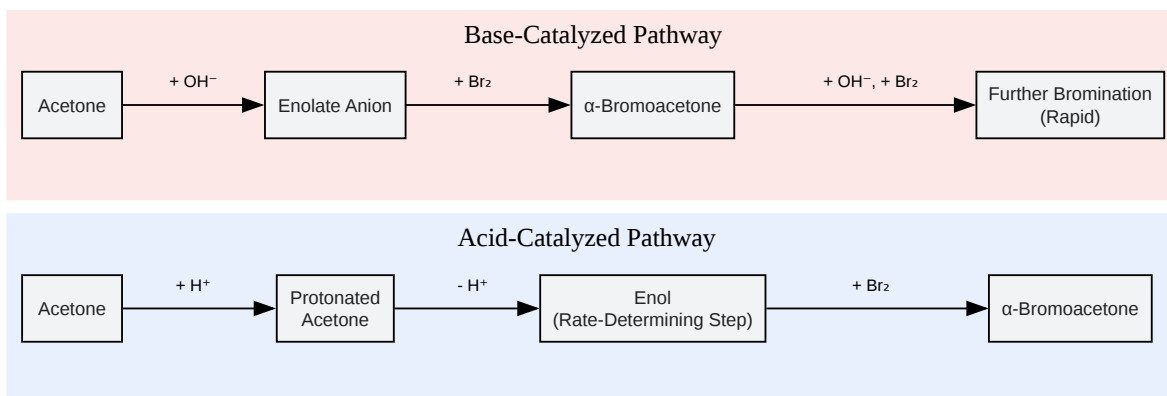 Base-Catalyzed Pathway
+ OH⁻
+ Br₂
+ OH⁻, + Br₂
Acetone
Enolate Anion
α-Bromoacetone
Further Bromination
(Rapid)
Acid-Catalyzed Pathway
+ H⁺
- H⁺
+ Br₂
Acetone
Protonated
Acetone
Enol
(Rate-Determining Step)
α-Bromoacetone